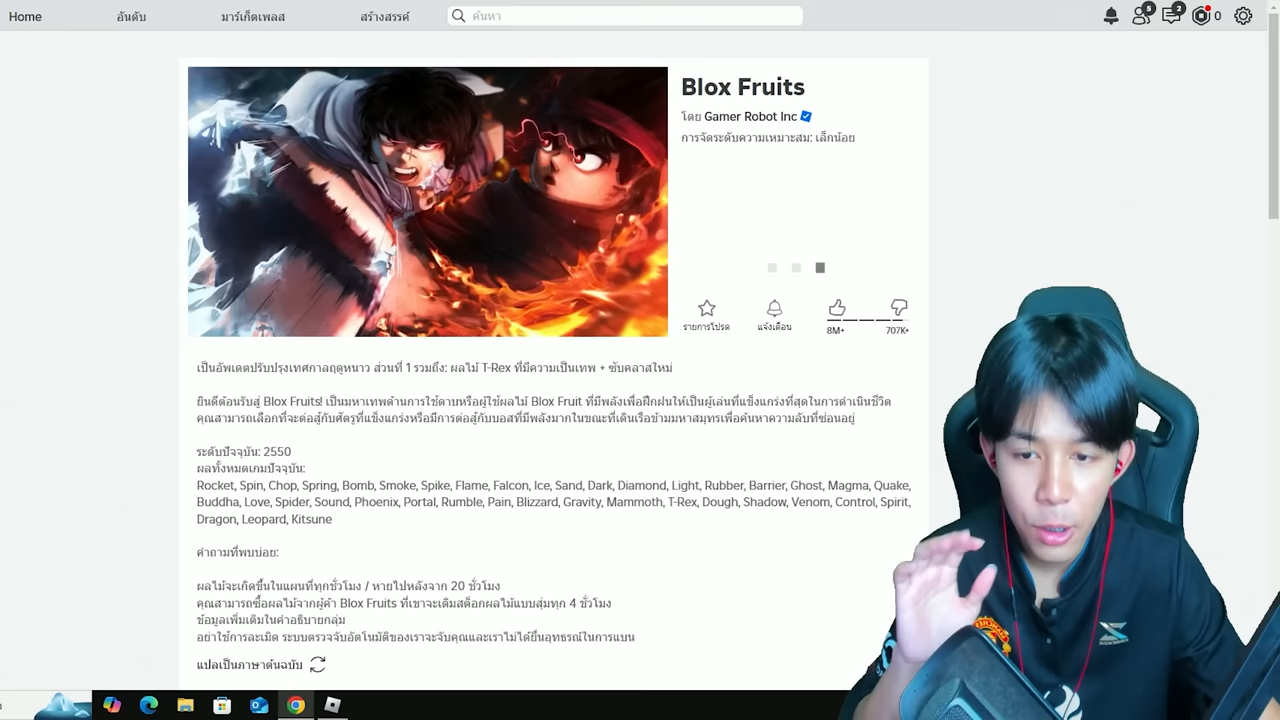 Home อันดับ มาร์เก็ตเพลส สร้างสรรค์ ค้นหา 5 2 0
Blox Fruits
โดย Gamer Robot Inc
การจัดระดับความเหมาะสม: เล็กน้อย
รายการโปรด แจ้งเตือน 8M+ 707K+
เป็นอัพเดตปรับปรุงเทศกาลฤดูหนาว ส่วนที่ 1 รวมถึง: ผลไม้ T-Rex ที่มีความเป็นเทพ + ซับคลาสใหม่
ยินดีต้อนรับสู่ Blox Fruits! เป็นมหาเทพด้านการใช้ดาบหรือผู้ใช้ผลไม้ Blox Fruit ที่มีพลังเพื่อฝึกฝนให้เป็นผู้เล่นที่แข็งแกร่งที่สุดในการดำเนินชีวิต
คุณสามารถเลือกที่จะต่อสู้กับศัตรูที่แข็งแกร่งหรือมีการต่อสู้กับบอสที่มีพลังมากในขณะที่เดินเรือข้ามมหาสมุทรเพื่อค้นหาความลับที่ซ่อนอยู่
ระดับปัจจุบัน: 2550
ผลทั้งหมดเกมปัจจุบัน:
Rocket, Spin, Chop, Spring, Bomb, Smoke, Spike, Flame, Falcon, Ice, Sand, Dark, Diamond, Light, Rubber, Barrier, Ghost, Magma, Quake,
Buddha, Love, Spider, Sound, Phoenix, Portal, Rumble, Pain, Blizzard, Gravity, Mammoth, T-Rex, Dough, Shadow, Venom, Control, Spirit,
Dragon, Leopard, Kitsune
คำถามที่พบบ่อย:
ผลไม้จะเกิดขึ้นในแผนที่ทุกชั่วโมง / หายไปหลังจาก 20 ชั่วโมง
คุณสามารถซื้อผลไม้จากผู้ค้า Blox Fruits ที่เขาจะเติมสต็อกผลไม้แบบสุ่มทุก 4 ชั่วโมง
ข้อมูลเพิ่มเติมในคำอธิบายกลุ่ม
อย่าใช้การละเมิด ระบบตรวจจับอัตโนมัติของเราจะจับคุณและเราไม่ได้ยื่นอุทธรณ์ในการแบน
แปลเป็นภาษาต้นฉบับ